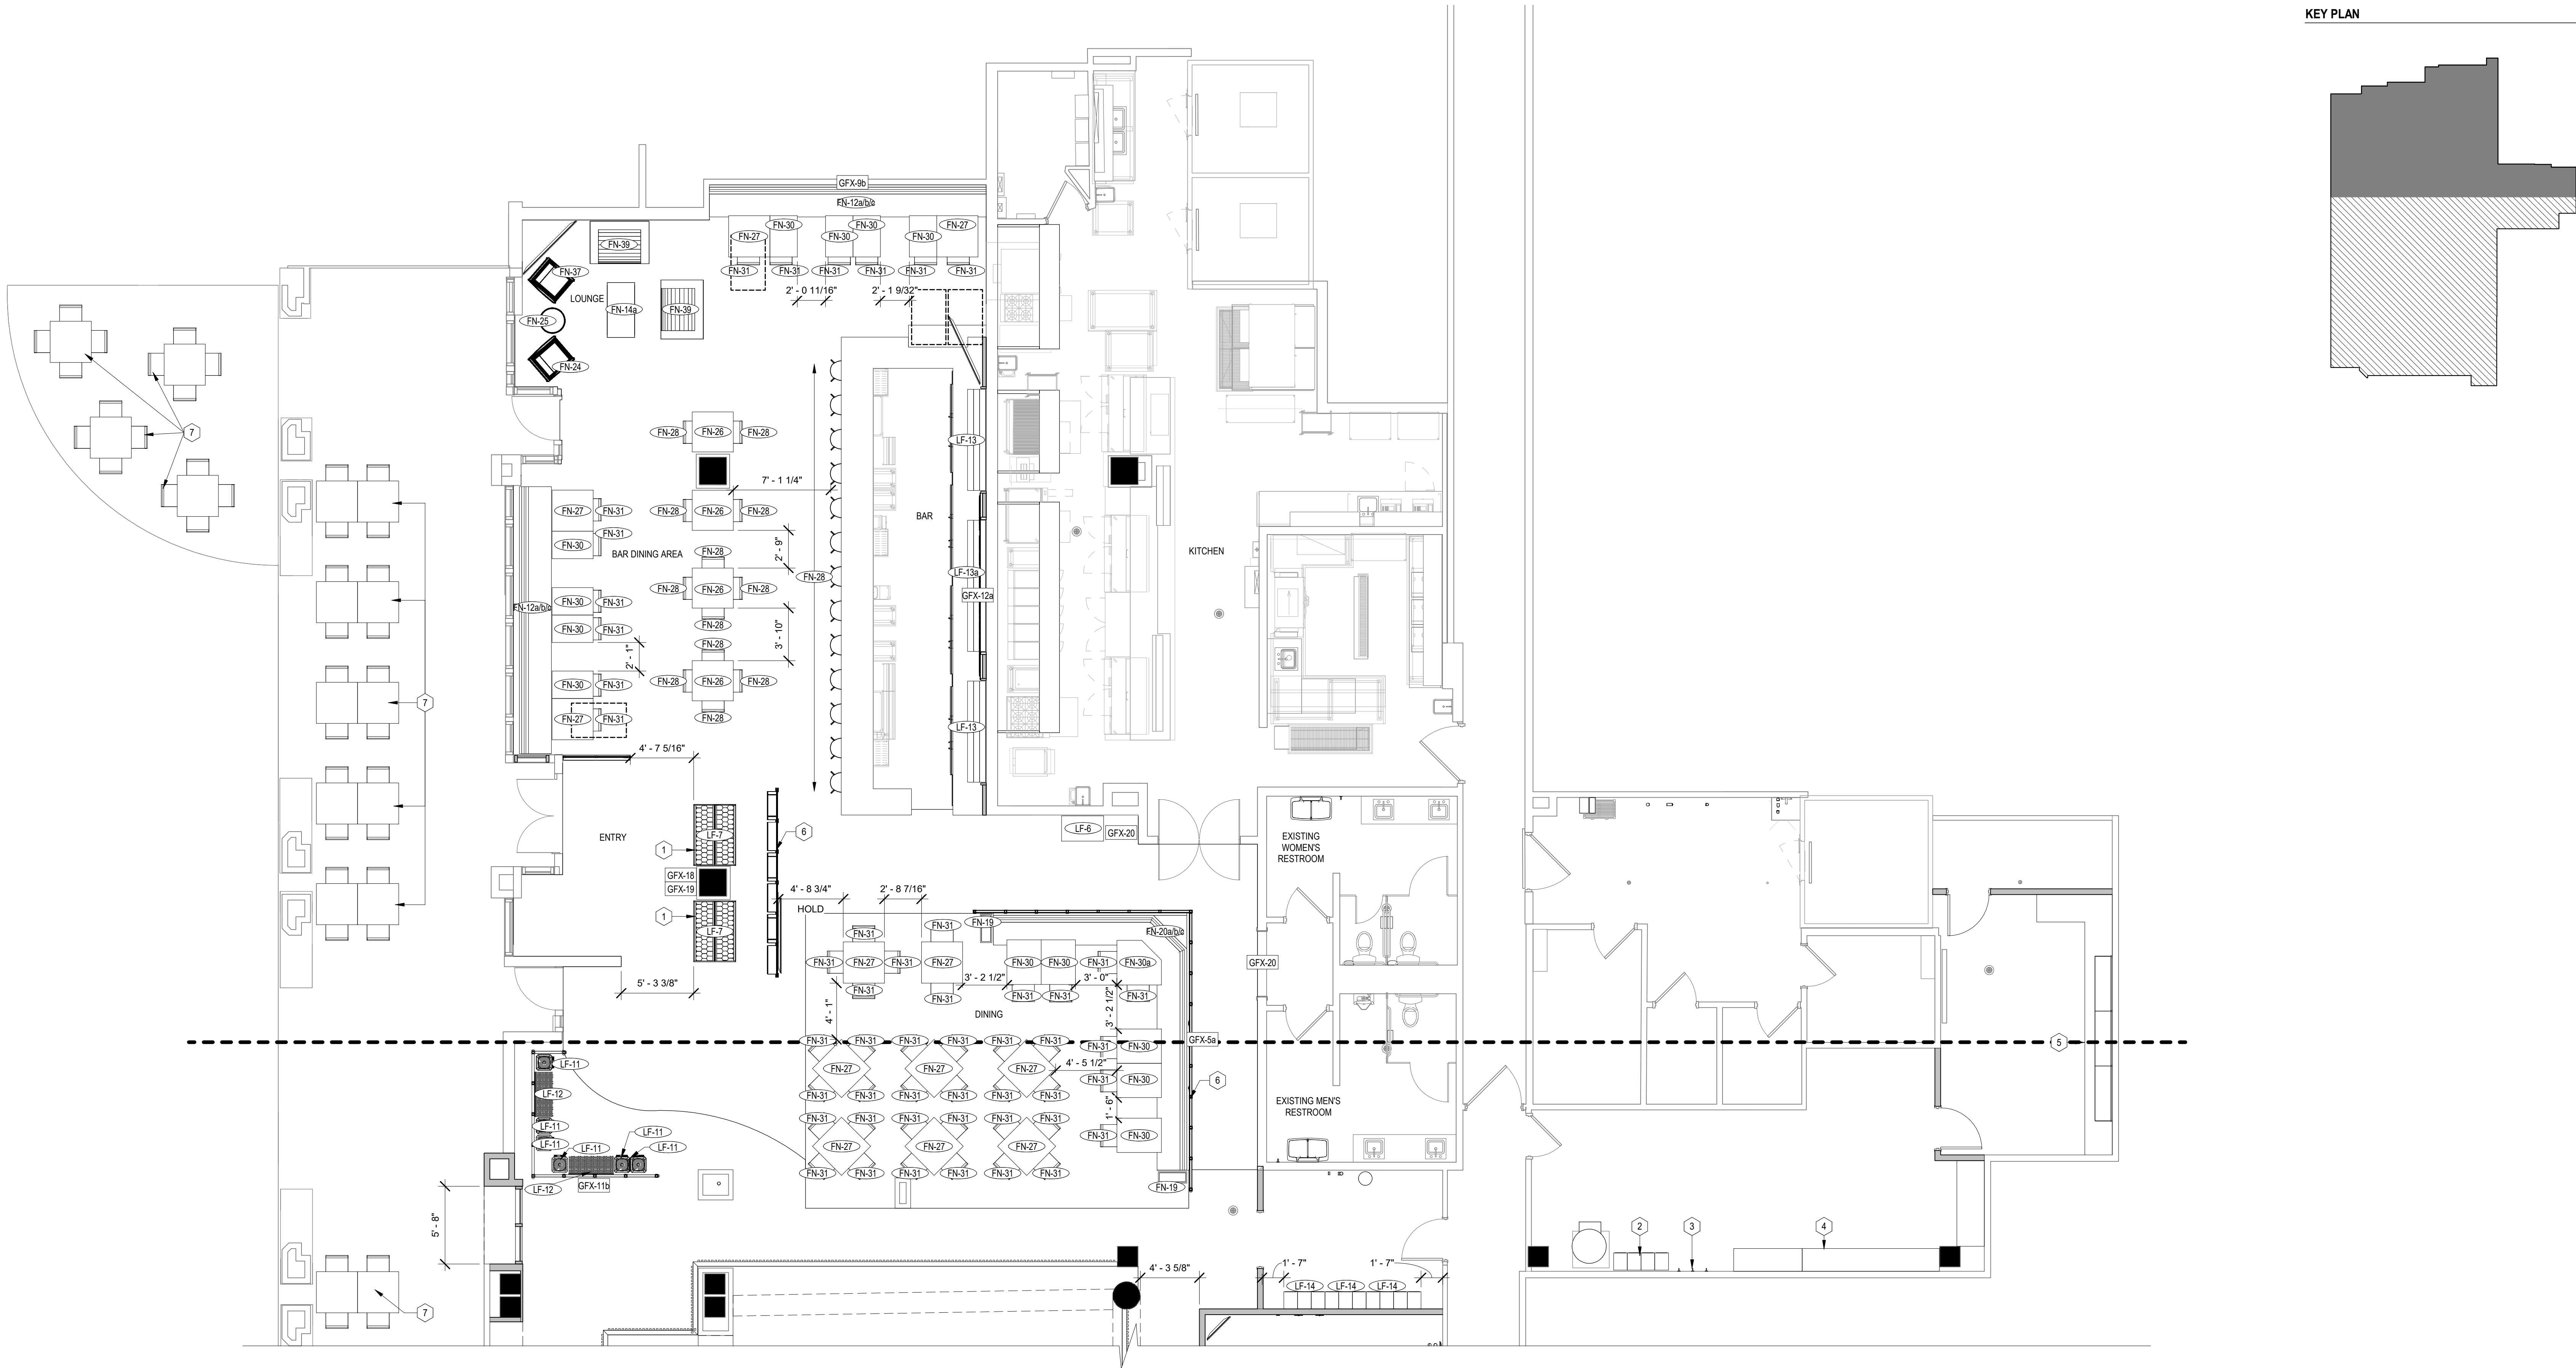 KEY PLAN
GFX-9b
FN-12a/b/c
FN-39
FN-27
FN-30
FN-30
FN-30
FN-30
FN-27
FN-37
FN-31
FN-31
FN-31
FN-31
FN-31
FN-31
LOUNGE
2' - 0 11/16"
2' - 1 9/32"
FN-14a
FN-39
FN-25
FN-24
7
FN-28
FN-26
FN-28
LF-13
7' - 1 1/4"
FN-27
FN-31
FN-28
FN-26
FN-28
BAR
FN-31
FN-30
BAR DINING AREA
FN-28
2' - 9"
KITCHEN
FN-28
LF-13a
FN-28
FN-26
FN-28
GFX-12a
FN-12a/b/c
FN-30
FN-31
FN-30
FN-31
FN-28
3' - 10"
FN-28
2' - 1"
FN-30
FN-31
FN-28
FN-26
FN-28
7
FN-27
FN-31
FN-28
LF-13
4' - 7 5/16"
ENTRY
LF-7
6
LF-6
GFX-20
EXISTING
WOMEN'S
RESTROOM
1
GFX-18
GFX-19
4' - 8 3/4"
2' - 8 7/16"
HOLD
1
LF-7
FN-31
FN-31
FN-19
FN-20a/b/c
FN-31
FN-27
FN-31
FN-27
FN-30
FN-30
FN-31
FN-30a
GFX-20
3' - 2 1/2"
3' - 0"
5' - 3 3/8"
FN-31
FN-31
FN-31
FN-31
FN-31
4' - 1"
DINING
3' - 2 1/2"
FN-31
FN-31
FN-31
FN-31
FN-31
FN-31
FN-31
FN-30
GFX-5a
5
LF-11
FN-27
FN-27
FN-27
4' - 5 1/2"
FN-31
FN-30
6
LF-12
FN-31
FN-31
FN-31
FN-31
FN-31
FN-31
1' - 6"
EXISTING MEN'S
RESTROOM
LF-11
LF-11
LF-11
LF-11
LF-11
FN-31
FN-31
FN-31
FN-31
FN-31
FN-31
FN-31
FN-30
FN-27
FN-27
FN-27
FN-31
FN-31
FN-31
FN-31
FN-31
FN-31
LF-12
GFX-11b
FN-19
5' - 8"
2
3
4
4' - 3 5/8"
1' - 7"
1' - 7"
LF-14
LF-14
LF-14
7